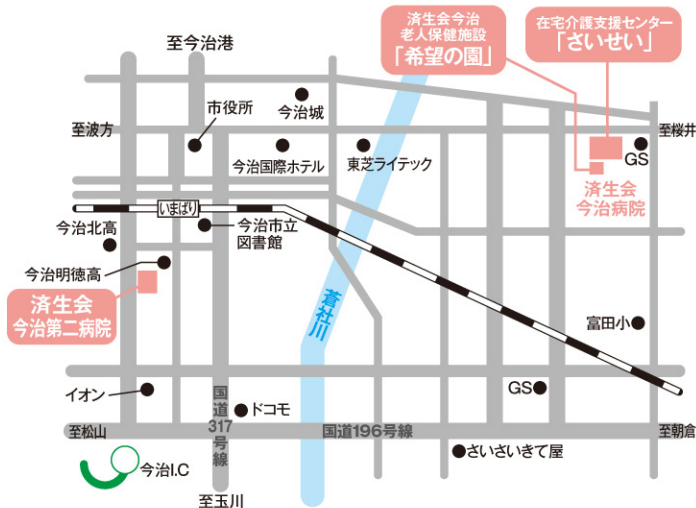 済生会今治
老人保健施設
「希望の園」
在宅介護支援センター
「さいせい」
至今治港
市役所
今治城
至波方
至桜井
今治国際ホテル
東芝ライテック
GS
済生会
今治病院
いまばり
今治北高
今治市立
図書館
今治明徳高
済生会
今治第二病院
蒼社川
富田小
イオン
国道317号線
ドコモ
GS
至松山
国道196号線
至朝倉
さいさいきて屋
今治I.C
至玉川